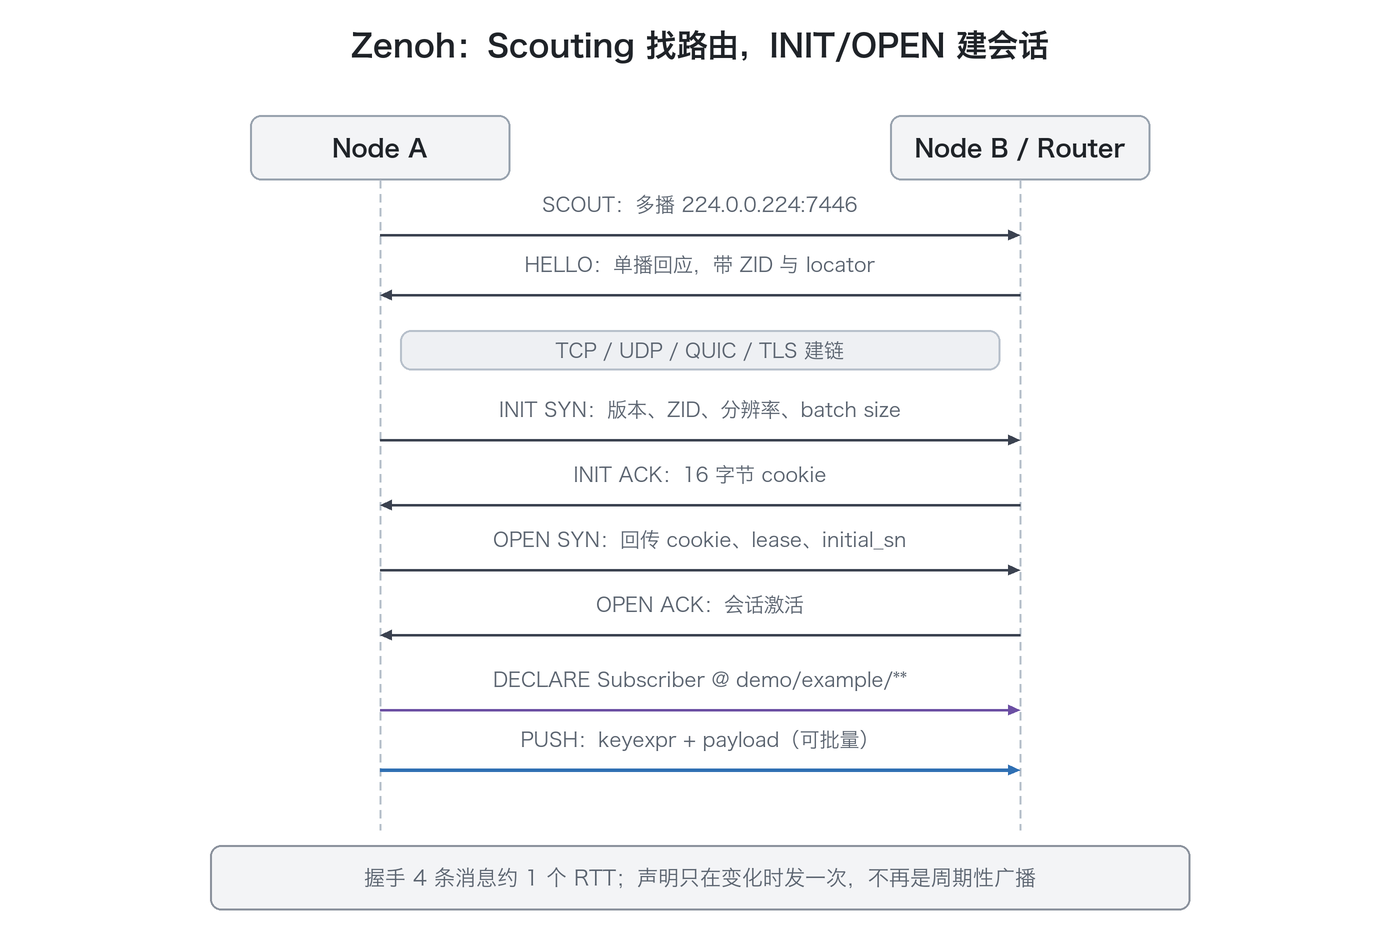 Zenoh：Scouting 找路由，INIT/OPEN 建会话
Node A
Node B / Router
SCOUT：多播 224.0.0.224:7446
HELLO：单播回应，带 ZID 与 locator
TCP / UDP / QUIC / TLS 建链
INIT SYN：版本、ZID、分辨率、batch size
INIT ACK：16 字节 cookie
OPEN SYN：回传 cookie、lease、initial_sn
OPEN ACK：会话激活
DECLARE Subscriber @ demo/example/**
PUSH：keyexpr + payload（可批量）
握手 4 条消息约 1 个 RTT；声明只在变化时发一次，不再是周期性广播